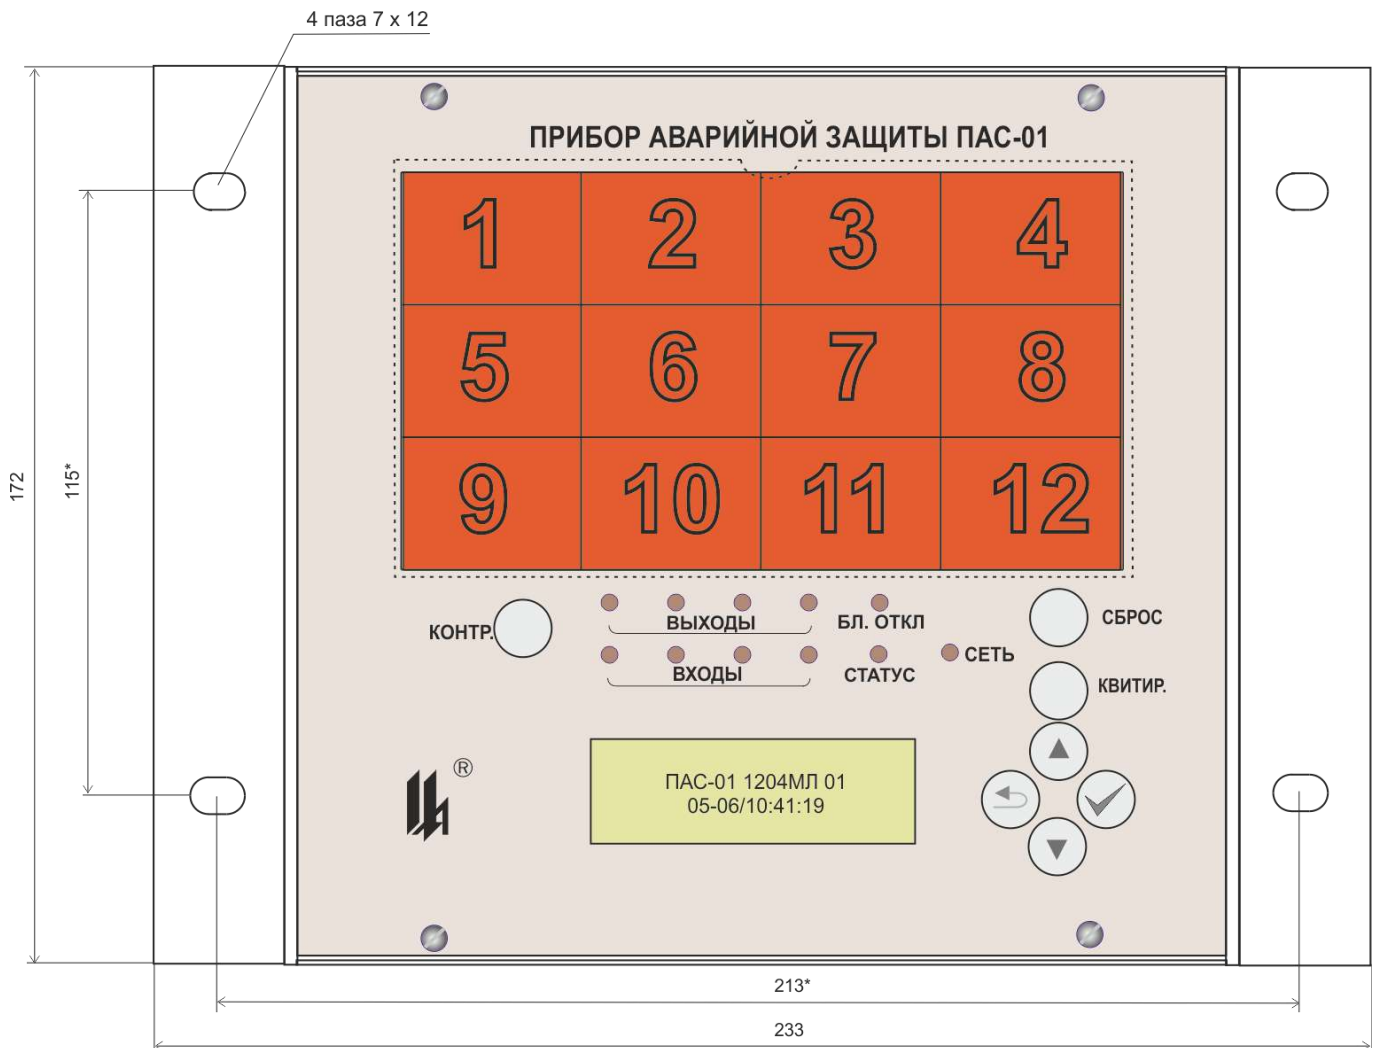 4 паза 7 x 12
ПРИБОР АВАРИЙНОЙ ЗАЩИТЫ ПАС-01
1 2 3 4
5 6 7 8
9 10 11 12
172
115*
КОНТР.
ВЫХОДЫ
БЛ. ОТКЛ
СБРОС
ВХОДЫ
СТАТУС
СЕТЬ
КВИТИР.
®
ПАС-01 1204МЛ 01
05-06/10:41:19
213*
233